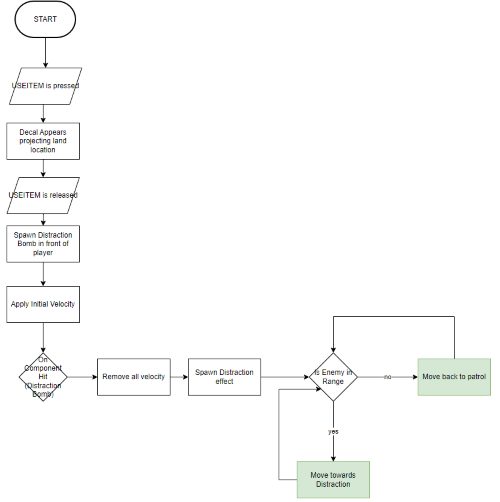 START
USEITEM is pressed
Decal Appears
projecting land
location
USEITEM is released
Spawn Distraction
Bomb in front of
player
Apply Initial Velocity
On
Component
Hit
(Distraction
Bomb)
Remove all velocity
Spawn Distraction
effect
Is Enemy in
Range
no
Move back to patrol
yes
Move towards
Distraction